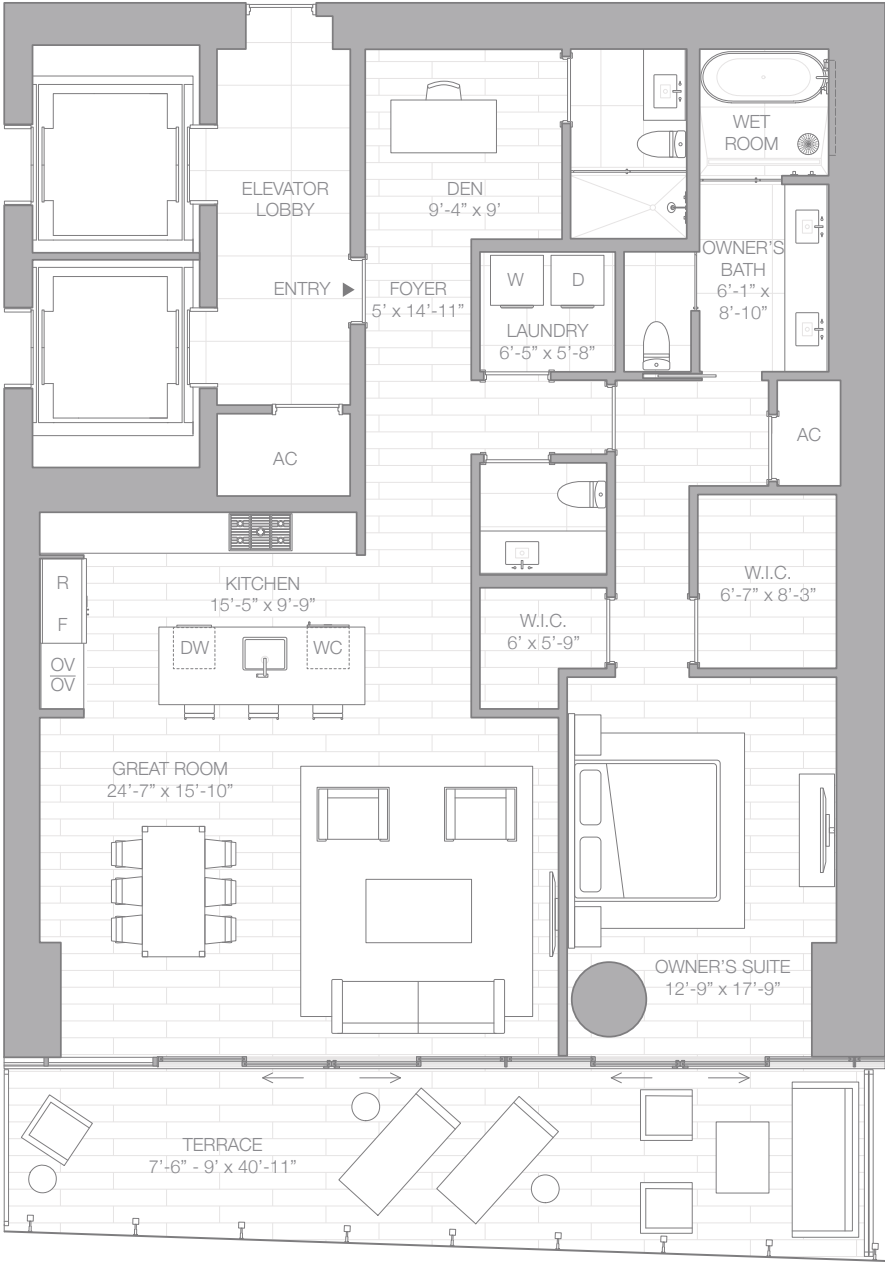 WET
ROOM
ELEVATOR
LOBBY
DEN
9'-4" x 9'
OWNER'S
BATH
6'-1" x
8'-10"
ENTRY
FOYER
5' x 14'-11"
W
D
LAUNDRY
6'-5" x 5'-8"
AC
AC
R
F
OV
OV
KITCHEN
15'-5" x 9'-9"
DW
WC
W.I.C.
6'-7" x 8'-3"
W.I.C.
6' x 5'-9"
GREAT ROOM
24'-7" x 15'-10"
OWNER'S SUITE
12'-9" x 17'-9"
TERRACE
7'-6" - 9' x 40'-11"